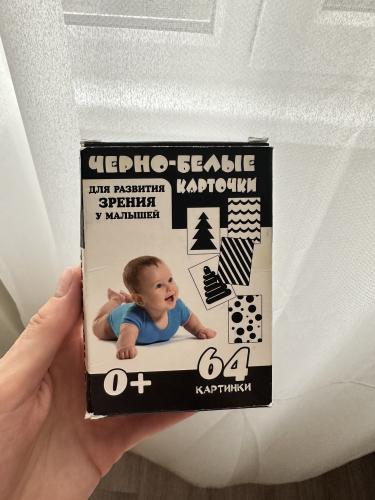 ЧЕРНО-БЕЛЫЕ
КАРТОЧКИ
ДЛЯ РАЗВИТИЯ
ЗРЕНИЯ
У МАЛЫШЕЙ
0+
64
КАРТИНКИ